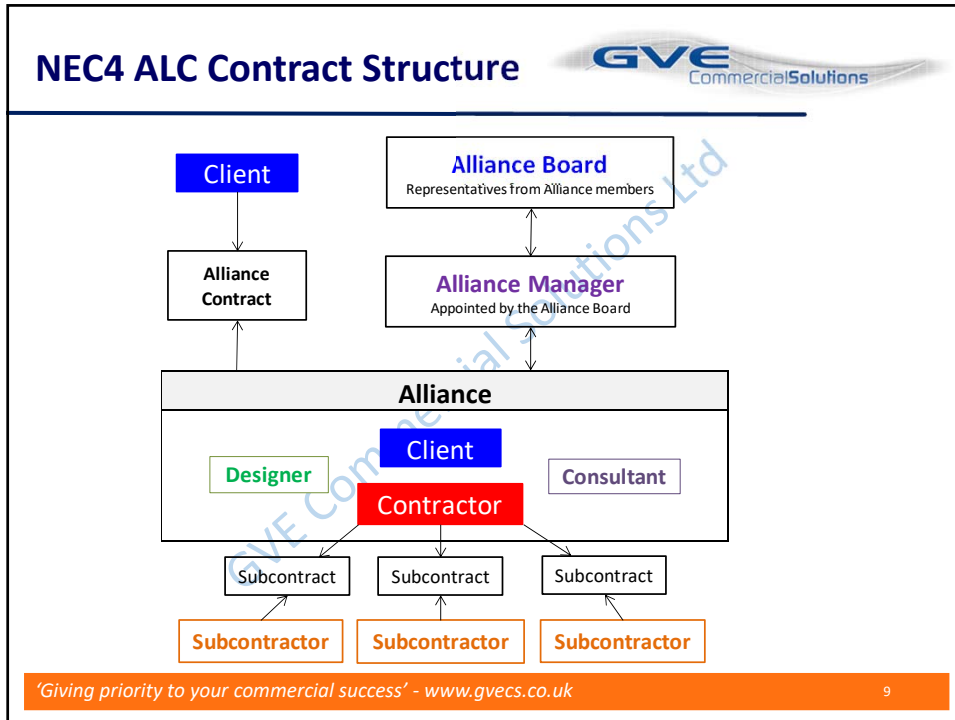 NEC4 ALC Contract Structure
GVE
CommercialSolutions
Client
Alliance Board
Representatives from Alliance members
Alliance
Contract
Alliance Manager
Appointed by the Alliance Board
Alliance
Client
Designer
Consultant
Contractor
Subcontract
Subcontract
Subcontract
Subcontractor
Subcontractor
Subcontractor
GVE Commercial Solutions Ltd
‘Giving priority to your commercial success’ - www.gvecs.co.uk
9